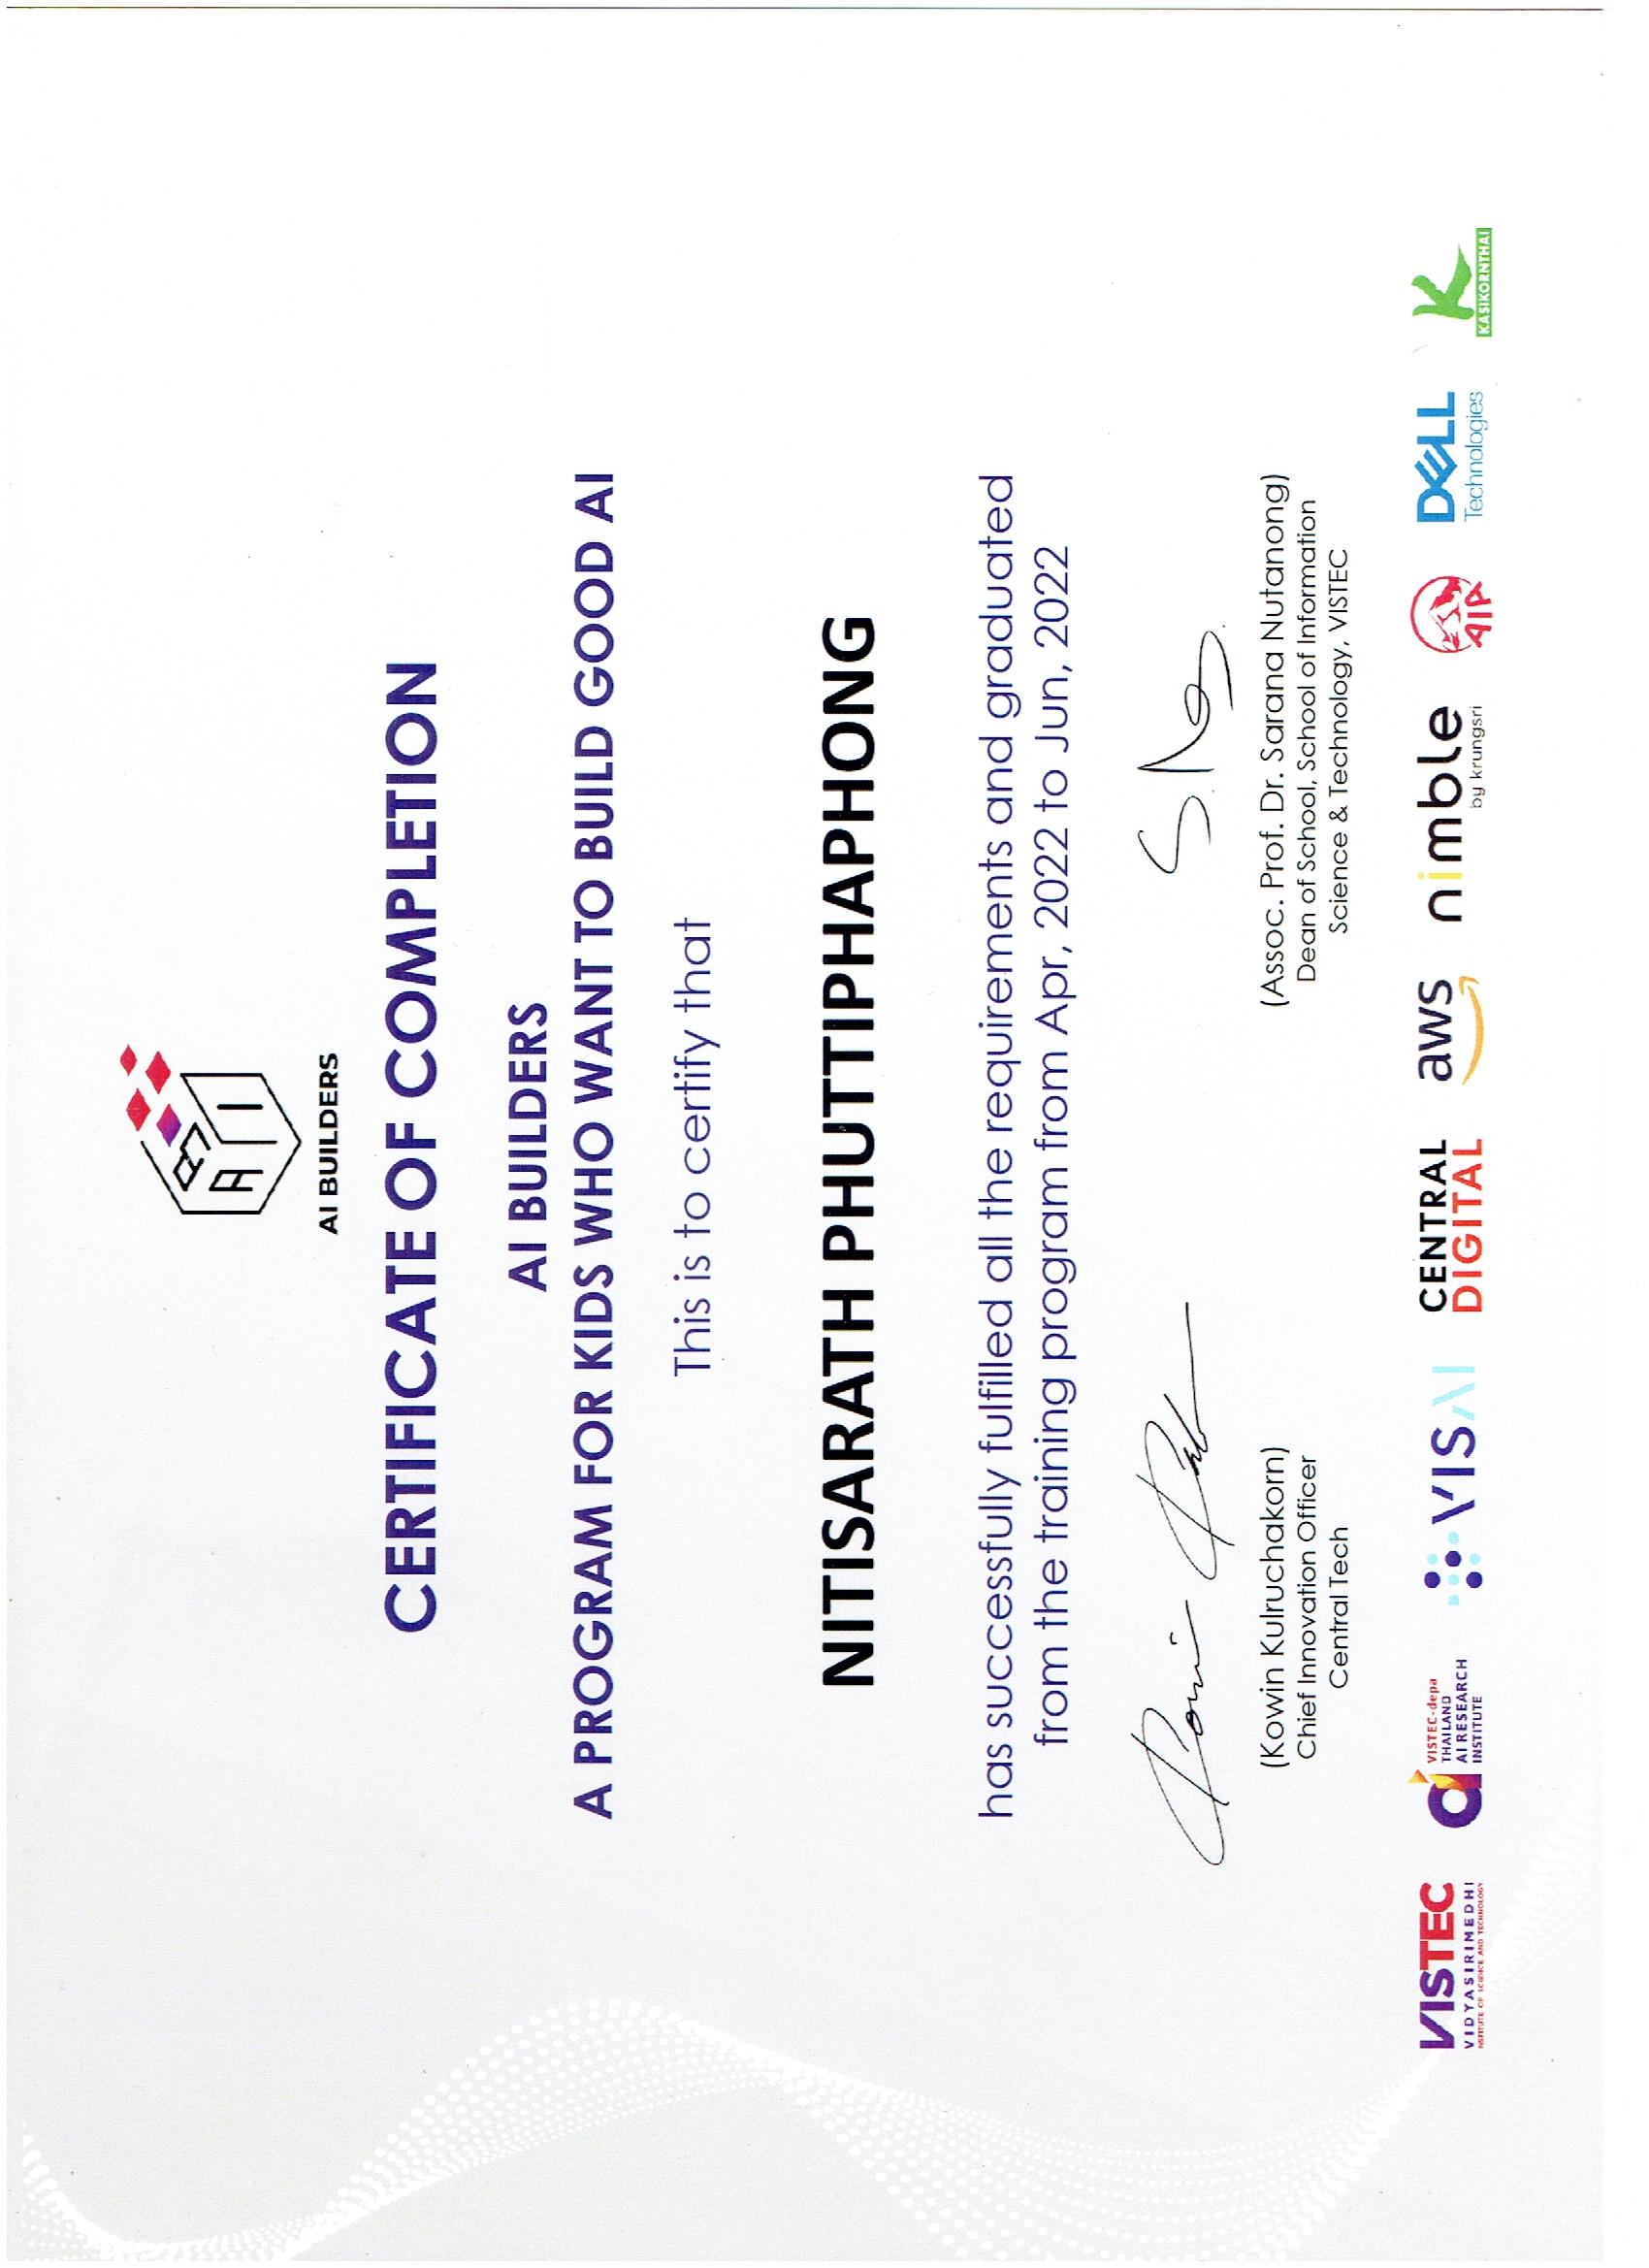 AI
AI BUILDERS
CERTIFICATE OF COMPLETION
AI BUILDERS
A PROGRAM FOR KIDS WHO WANT TO BUILD GOOD AI
This is to certify that
NITISARATH PHUTTIPHAPHONG
has successfully fulfilled all the requirements and graduated
from the training program from Apr, 2022 to Jun, 2022
(Kowin Kulruchakorn)
Chief Innovation Officer
Central Tech
(Assoc. Prof. Dr. Sarana Nutanong)
Dean of School, School of Information
Science & Technology, VISTEC
VISTEC
VIDYASIRIMEDHI
INSTITUTE OF SCIENCE AND TECHNOLOGY
VISTEC-depa
THAILAND
AI RESEARCH
INSTITUTE
VISAI
CENTRAL
DIGITAL
aws
nimble
by krungsri
AIA
DELL
Technologies
K
KASIKORNTHAI